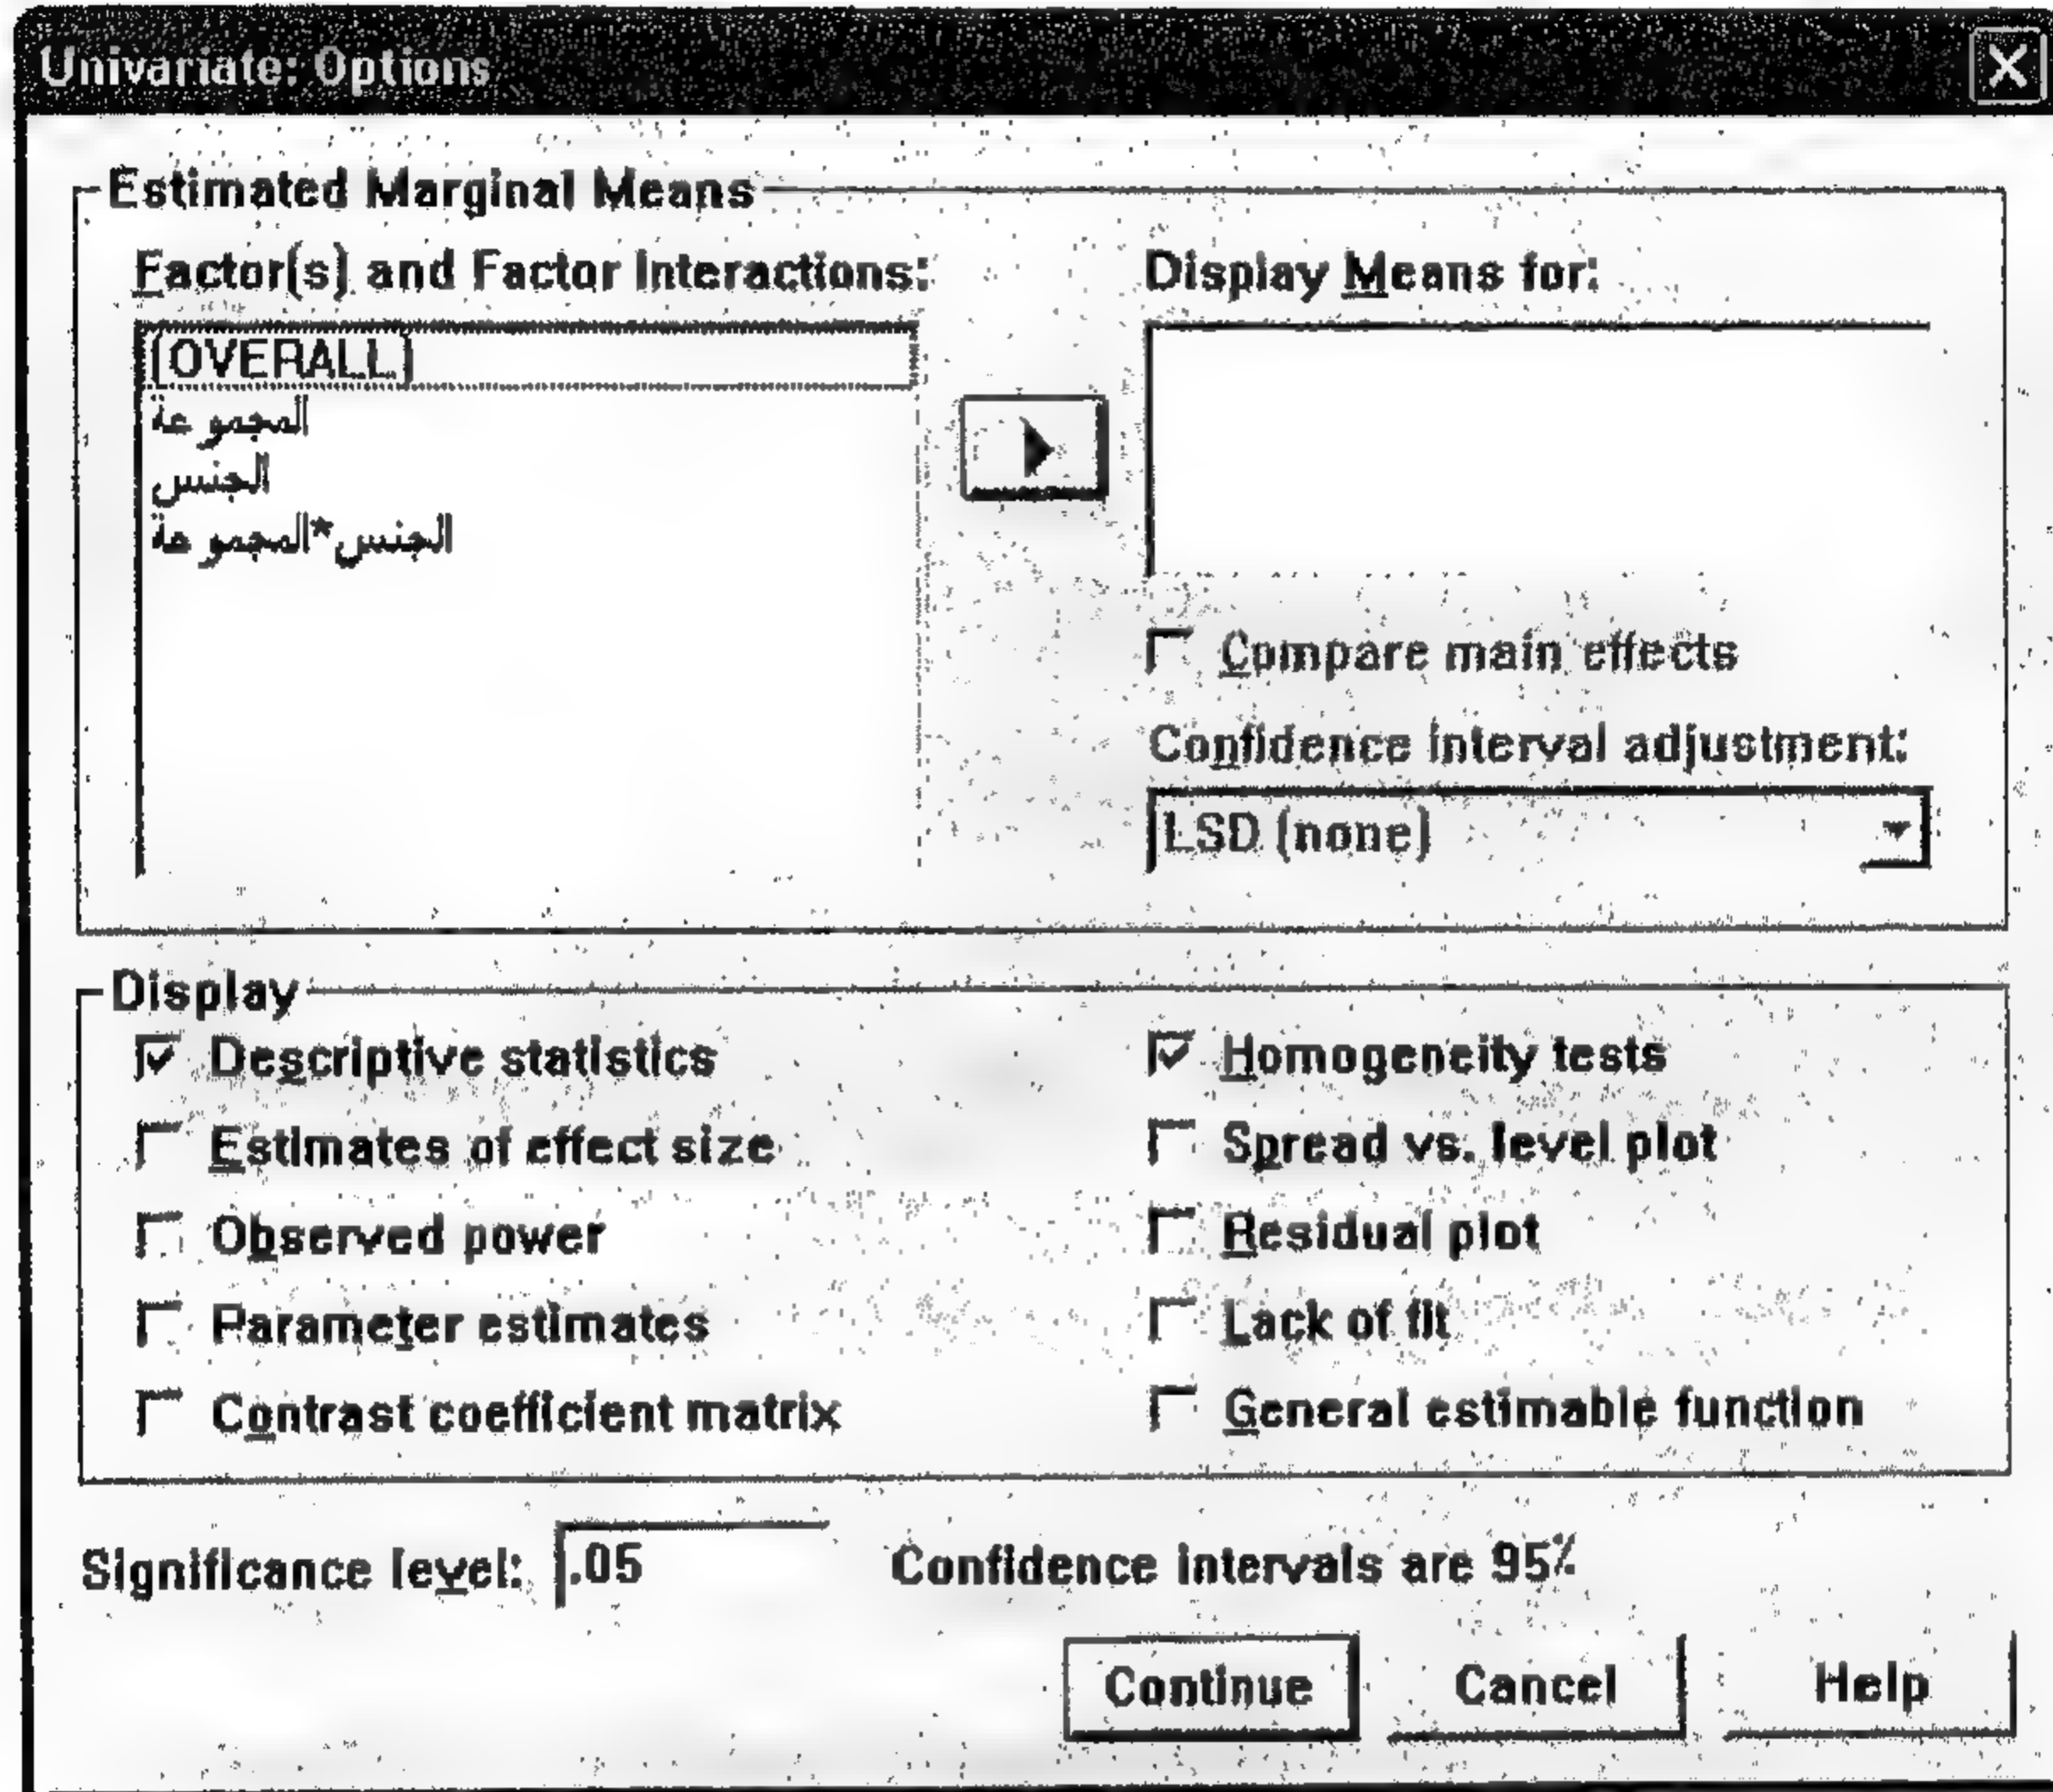 Univariate: Options
Estimated Marginal Means
Factor(s) and Factor Interactions:
(OVERALL)
المجموعة
الجنس
الجنس*المجموعة
Display Means for:
Compare main effects
Confidence interval adjustment:
LSD (none)
Display
Descriptive statistics
Estimates of effect size
Observed power
Parameter estimates
Contrast coefficient matrix
Homogeneity tests
Spread vs. level plot
Residual plot
Lack of fit
General estimable function
Significance level: .05
Confidence intervals are 95%
Continue
Cancel
Help